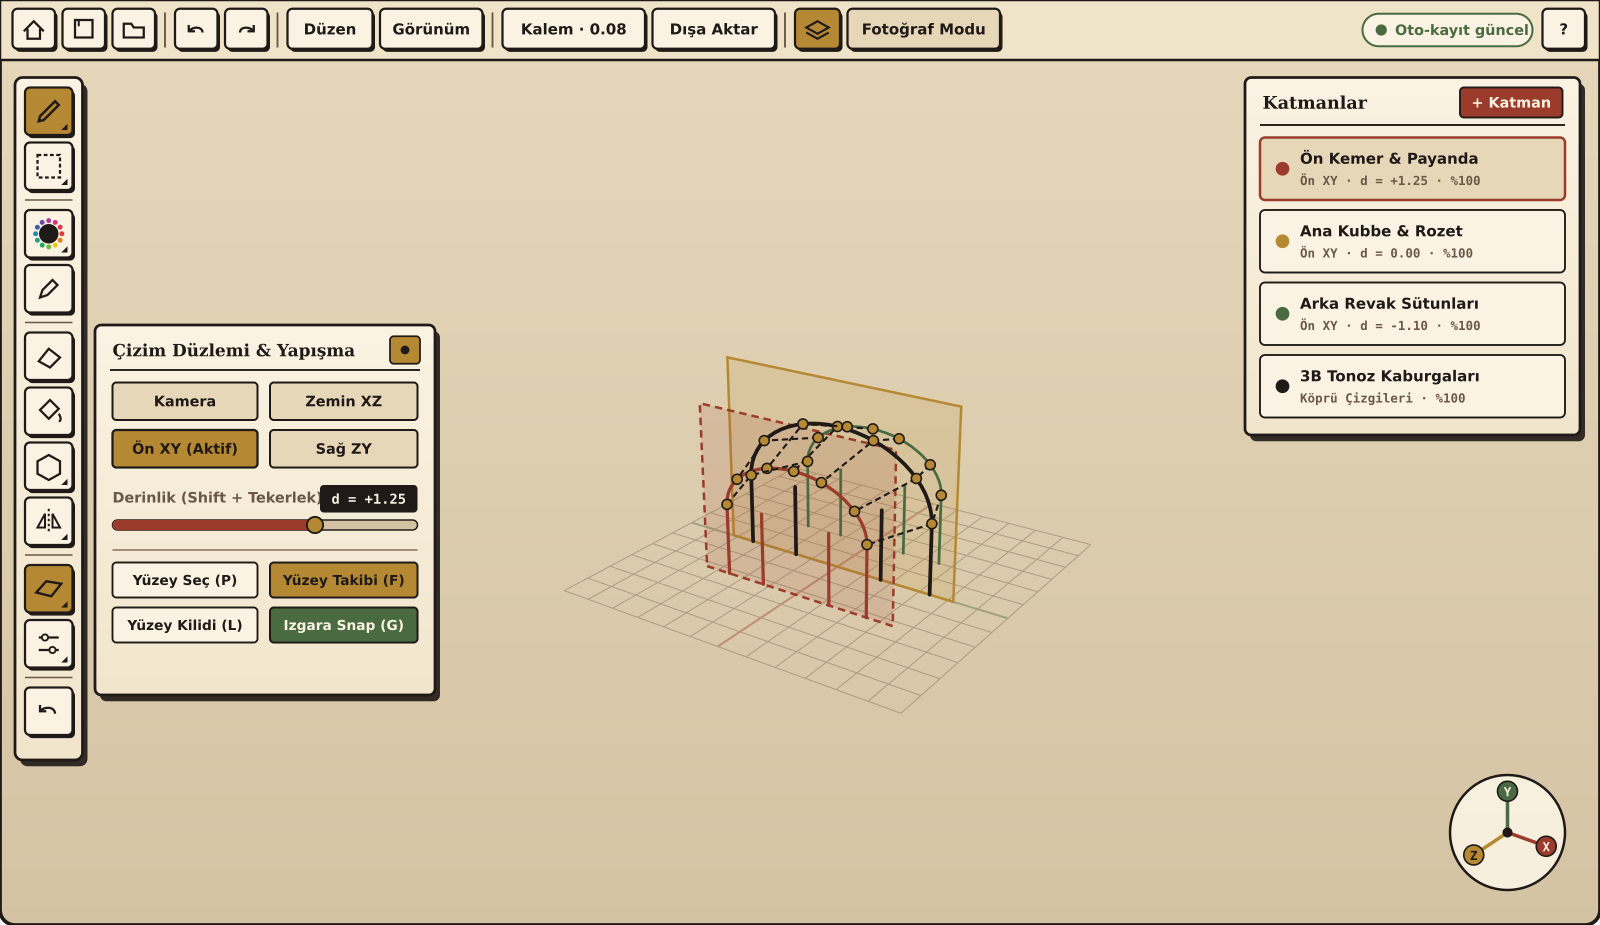 Düzen
Görünüm
Kalem · 0.08
Dışa Aktar
Fotoğraf Modu
Oto-kayıt güncel
?
Çizim Düzlemi & Yapışma
Kamera
Zemin XZ
Ön XY (Aktif)
Sağ ZY
Derinlik (Shift + Tekerlek)
d = +1.25
Yüzey Seç (P)
Yüzey Takibi (F)
Yüzey Kilidi (L)
Izgara Snap (G)
Katmanlar
+ Katman
Ön Kemer & Payanda
Ön XY · d = +1.25 · %100
Ana Kubbe & Rozet
Ön XY · d = 0.00 · %100
Arka Revak Sütunları
Ön XY · d = -1.10 · %100
3B Tonoz Kaburgaları
Köprü Çizgileri · %100
Y
X
Z